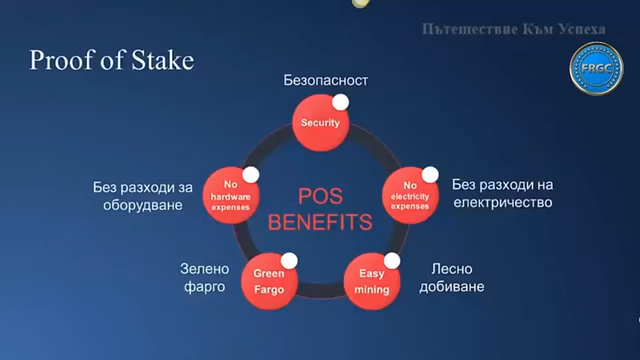 Пътешествие Към Успеха
Proof of Stake
FRGC
Безопасност
Security
Без разходи за
оборудване
No
hardware
expenses
POS
BENEFITS
No
electricity
expenses
Без разходи на
електричество
Зелено
фарго
Green
Fargo
Easy
mining
Лесно
добиване